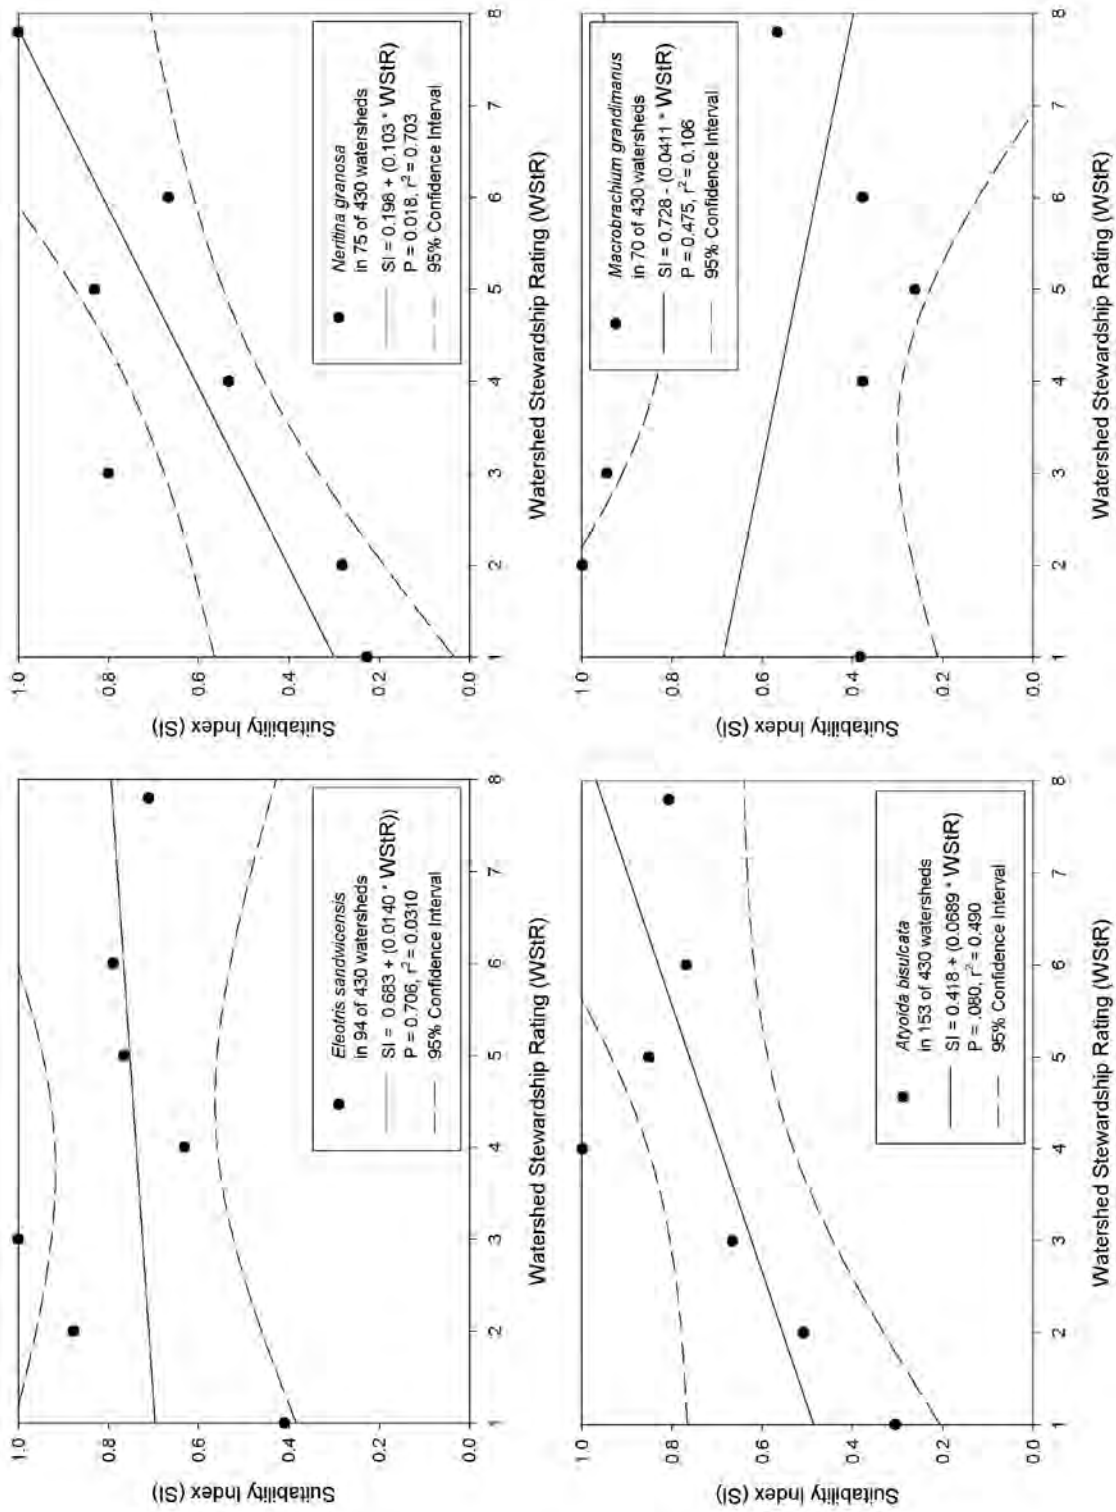 Suitability Index (SI)
1.0
0.8
0.6
0.4
0.2
0.0
Eleotris sandwicensis
in 94 of 430 watersheds
SI = 0.683 + (0.0140 * WStR))
P = 0.706, r² = 0.0310
95% Confidence Interval
1 2 3 4 5 6 7 8
Watershed Stewardship Rating (WStR)
Suitability Index (SI)
1.0
0.8
0.6
0.4
0.2
0.0
Neritina granosa
in 75 of 430 watersheds
SI = 0.198 + (0.103 * WStR)
P = 0.018, r² = 0.703
95% Confidence Interval
1 2 3 4 5 6 7 8
Watershed Stewardship Rating (WStR)
Suitability Index (SI)
1.0
0.8
0.6
0.4
0.2
0.0
Atyoida bisulcata
in 153 of 430 watersheds
SI = 0.418 + (0.0689 * WStR)
P = .080, r² = 0.490
95% Confidence Interval
1 2 3 4 5 6 7 8
Watershed Stewardship Rating (WStR)
Suitability Index (SI)
1.0
0.8
0.6
0.4
0.2
0.0
Macrobrachium grandimanus
in 70 of 430 watersheds
SI = 0.728 - (0.0411 * WStR)
P = 0.475, r² = 0.106
95% Confidence Interval
1 2 3 4 5 6 7 8
Watershed Stewardship Rating (WStR)